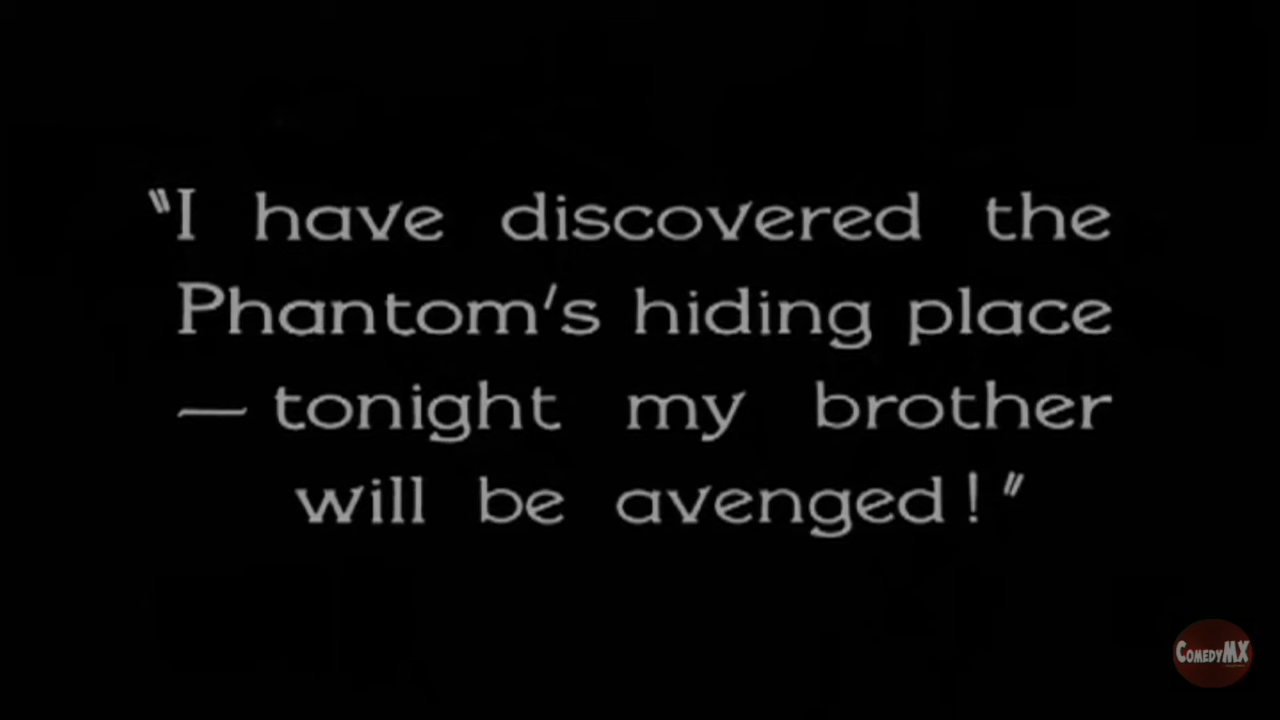 "I have discovered the
Phantom's hiding place
— tonight my brother
will be avenged!"
COMEDYMX